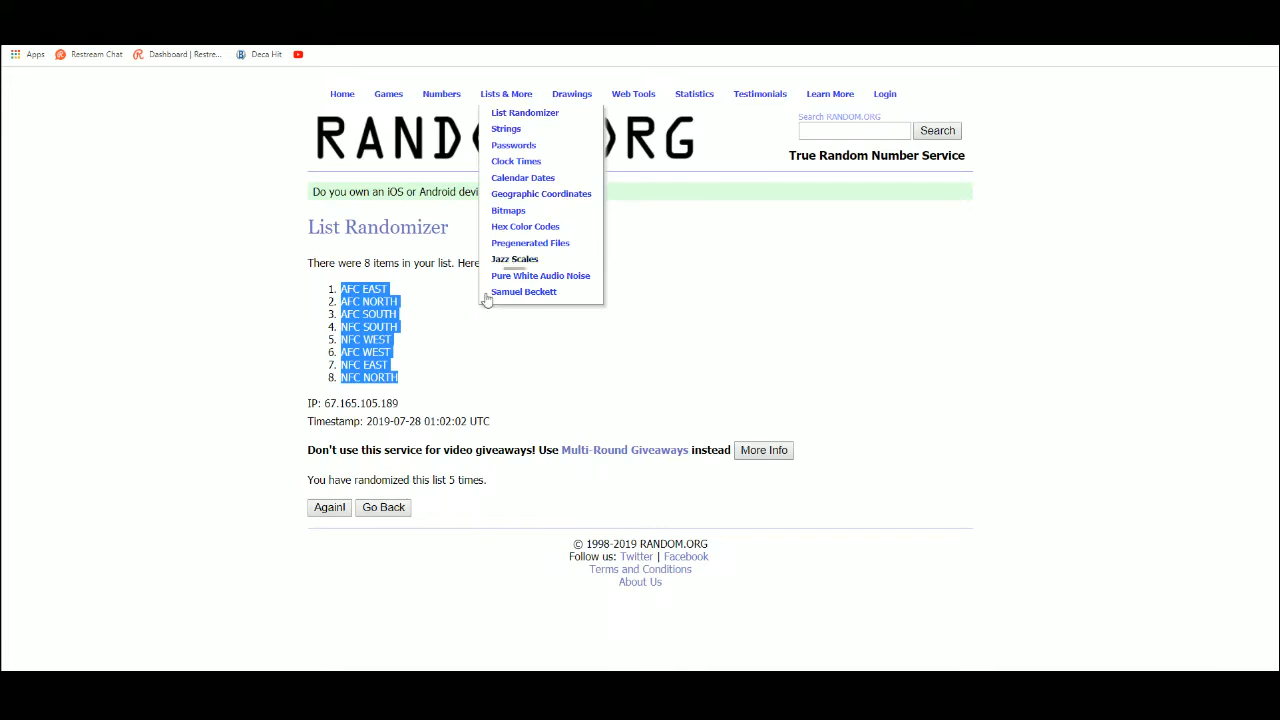 Apps Restream Chat Dashboard | Restre... Deca Hit
Home Games Numbers Lists & More Drawings Web Tools Statistics Testimonials Learn More Login
List Randomizer
Strings
Passwords
Clock Times
Calendar Dates
Geographic Coordinates
Bitmaps
Hex Color Codes
Pregenerated Files
Jazz Scales
Pure White Audio Noise
Samuel Beckett
RAND RG
Search RANDOM.ORG
Search
True Random Number Service
Do you own an iOS or Android devi
List Randomizer
There were 8 items in your list. Here
1. AFC EAST
2. AFC NORTH
3. AFC SOUTH
4. NFC SOUTH
5. NFC WEST
6. AFC WEST
7. NFC EAST
8. NFC NORTH
IP: 67.165.105.189
Timestamp: 2019-07-28 01:02:02 UTC
Don't use this service for video giveaways! Use Multi-Round Giveaways instead More Info
You have randomized this list 5 times.
Again! Go Back
© 1998-2019 RANDOM.ORG
Follow us: Twitter | Facebook
Terms and Conditions
About Us